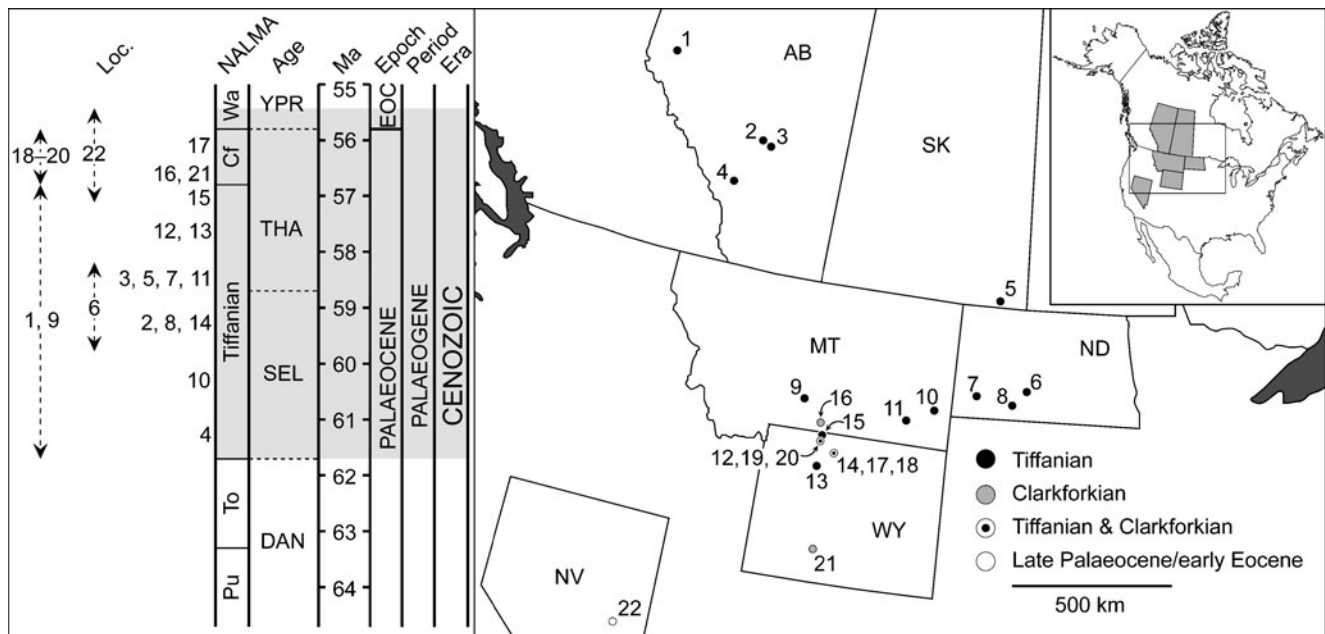 Loc.
NALMA
Age
Ma
Epoch
Period
Era
Wa
YPR
55
EOC
18–20
22
17
Cf
56
16, 21
15
57
12, 13
THA
58
3, 5, 7, 11
1, 9
6
2, 8, 14
Tiffanian
59
SEL
60
10
61
4
PALAEOCENE
PALAEOGENE
CENOZOIC
To
62
DAN
63
Pu
64
1
AB
2
3
4
SK
5
MT
ND
9
16
15
11
10
7
8
6
12, 19, 20
14, 17, 18
13
WY
21
NV
22
Tiffanian
Clarkforkian
Tiffanian & Clarkforkian
Late Palaeocene/early Eocene
500 km